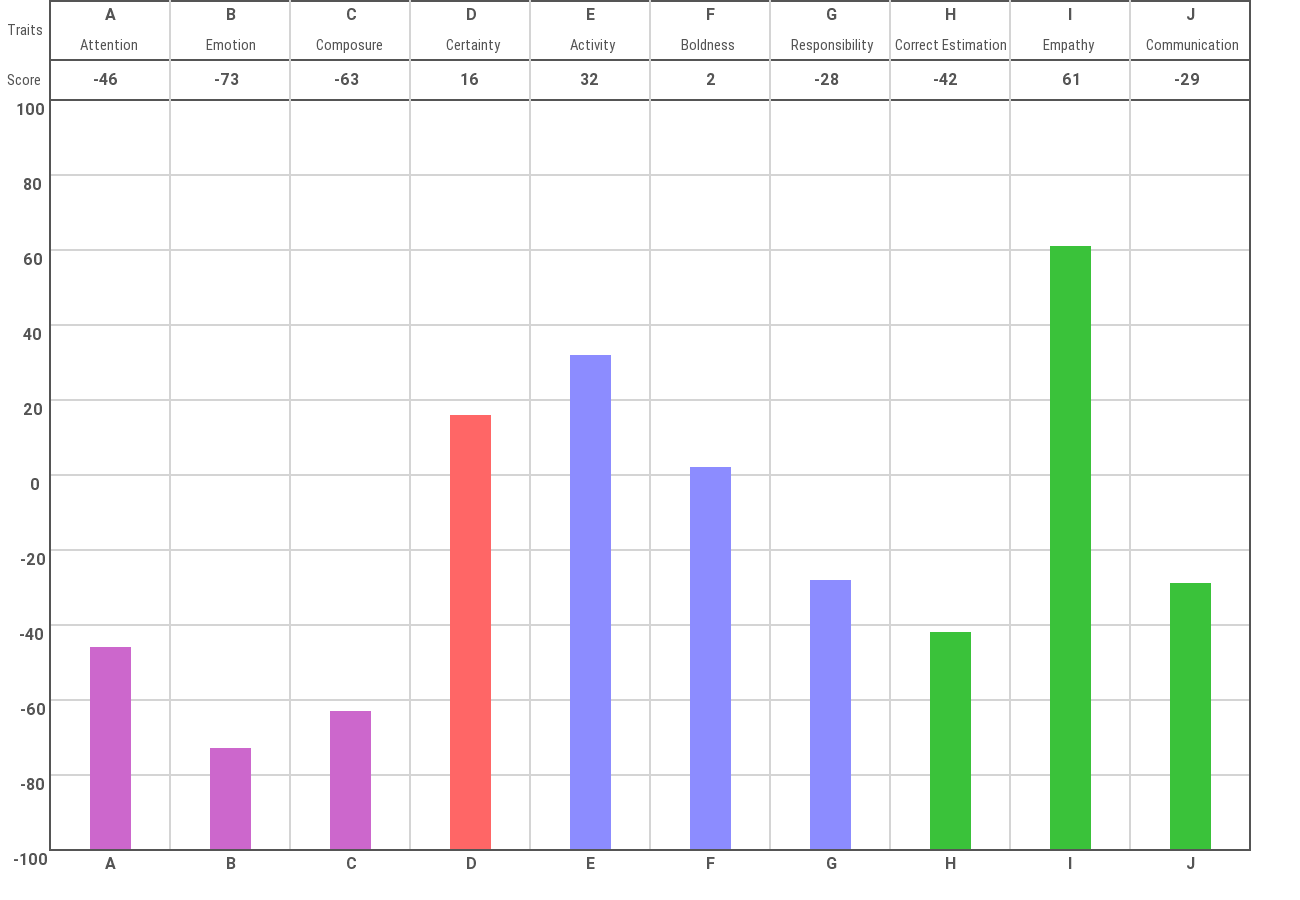 Traits
A B C D E F G H I J
Attention Emotion Composure Certainty Activity Boldness Responsibility Correct Estimation Empathy Communication
Score -46 -73 -63 16 32 2 -28 -42 61 -29
100
80
60
40
20
0
-20
-40
-60
-80
-100
A B C D E F G H I J